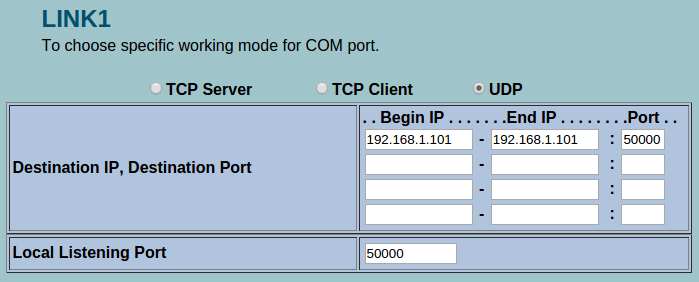 LINK1
To choose specific working mode for COM port.
TCP Server TCP Client UDP
. . Begin IP . . . . . . .End IP . . . . . . . .Port . .
192.168.1.101 - 192.168.1.101 : 50000
- :
Destination IP, Destination Port
- :
- :
Local Listening Port 50000